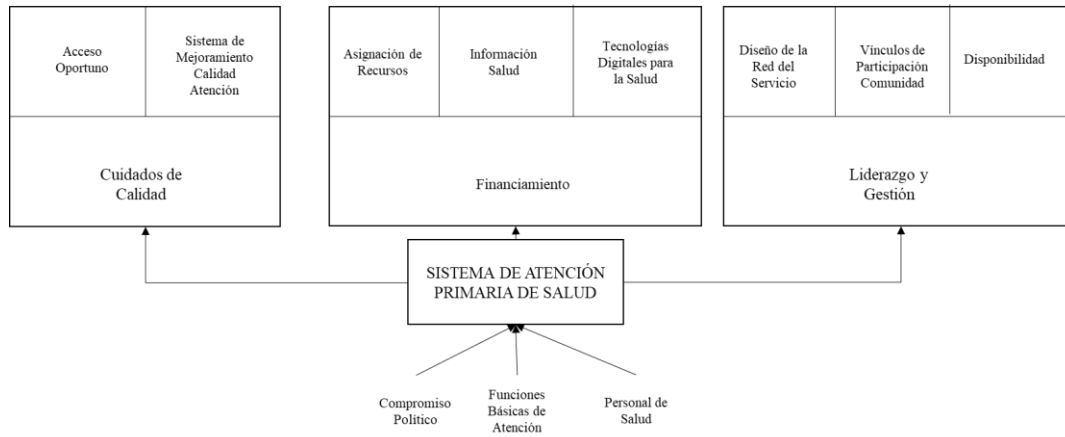 Acceso
Oportuno
Sistema de
Mejoramiento
Calidad
Atención
Asignación de
Recursos
Información
Salud
Tecnologías
Digitales para
la Salud
Diseño de la
Red del
Servicio
Vínculos de
Participación
Comunidad
Disponibilidad
Cuidados de
Calidad
Financiamiento
Liderazgo y
Gestión
SISTEMA DE ATENCIÓN
PRIMARIA DE SALUD
Compromiso
Político
Funciones
Básicas de
Atención
Personal de
Salud